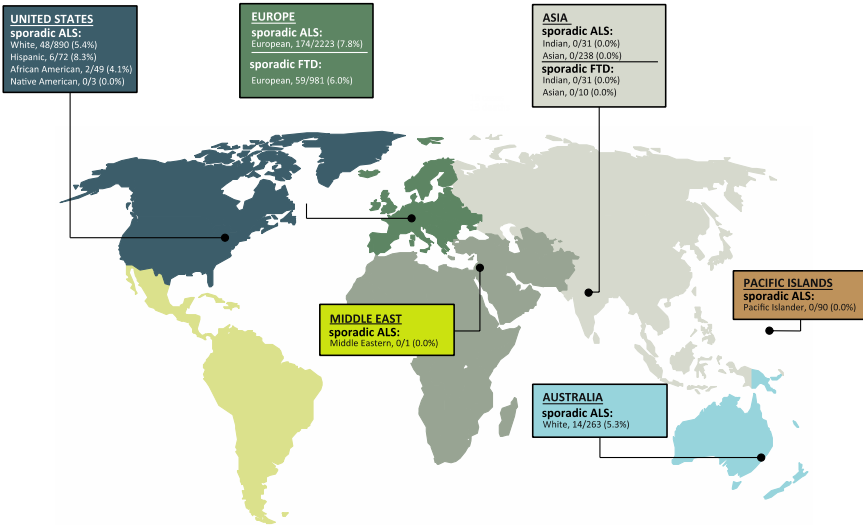 UNITED STATES
sporadic ALS:
White, 48/890 (5.4%)
Hispanic, 6/72 (8.3%)
African American, 2/49 (4.1%)
Native American, 0/3 (0.0%)
EUROPE
sporadic ALS:
European, 174/2223 (7.8%)
sporadic FTD:
European, 59/981 (6.0%)
ASIA
sporadic ALS:
Indian, 0/31 (0.0%)
Asian, 0/238 (0.0%)
sporadic FTD:
Indian, 0/31 (0.0%)
Asian, 0/10 (0.0%)
MIDDLE EAST
sporadic ALS:
Middle Eastern, 0/1 (0.0%)
PACIFIC ISLANDS
sporadic ALS:
Pacific Islander, 0/90 (0.0%)
AUSTRALIA
sporadic ALS:
White, 14/263 (5.3%)